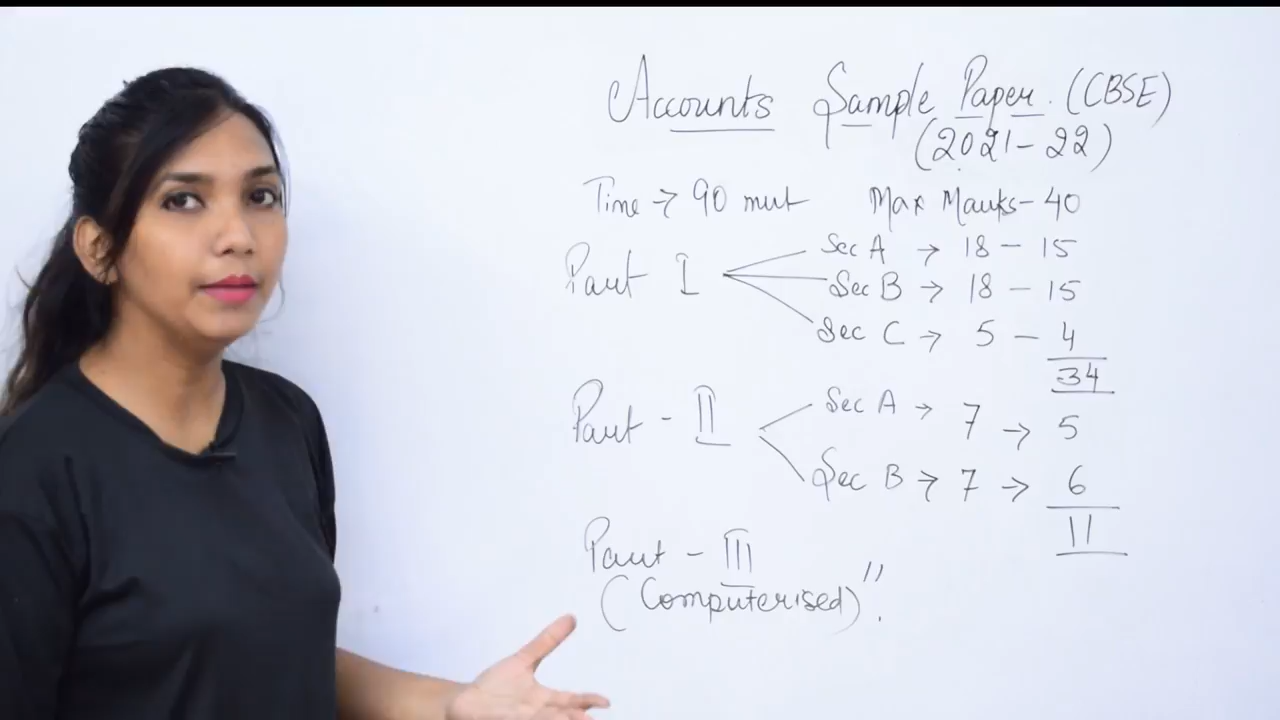 Accounts Sample Paper. (CBSE)
(2021-22)
Time → 90 mut Max Marks-40
Part I
Sec A → 18 - 15
Sec B → 18 - 15
Sec C → 5 - 4
34
Part - II
Sec A → 7 → 5
Sec B → 7 → 6
11
Part - III
(Computerised)".